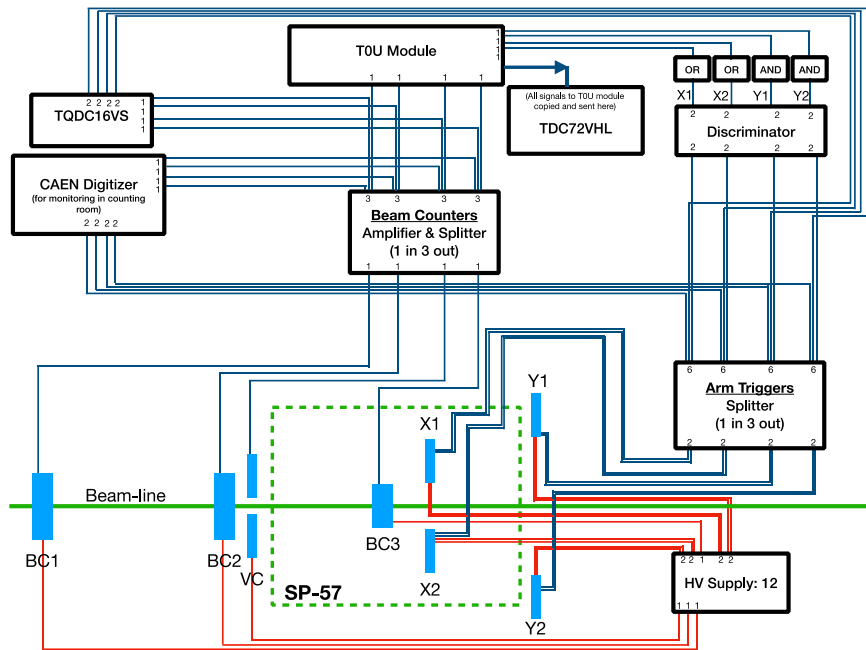 T0U Module
1
1
1
1
1 1 1 1
OR OR AND AND
X1 X2 Y1 Y2
2 2 2 2
Discriminator
2 2 2 2
(All signals to T0U module
copied and sent here)
TDC72VHL
2 2 2 2
1
1
1
1
TQDC16VS
CAEN Digitizer
(for monitoring in counting
room)
1
1
1
1
2 2 2 2
3 3 3 3
Beam Counters
Amplifier & Splitter
(1 in 3 out)
1 1 1 1
6 6 6 6
Arm Triggers
Splitter
(1 in 3 out)
2 2 2 2
Y1
X1
Beam-line
BC1
BC2
VC
BC3
X2
SP-57
Y2
2 2 1 2 2
HV Supply: 12
1 1 1